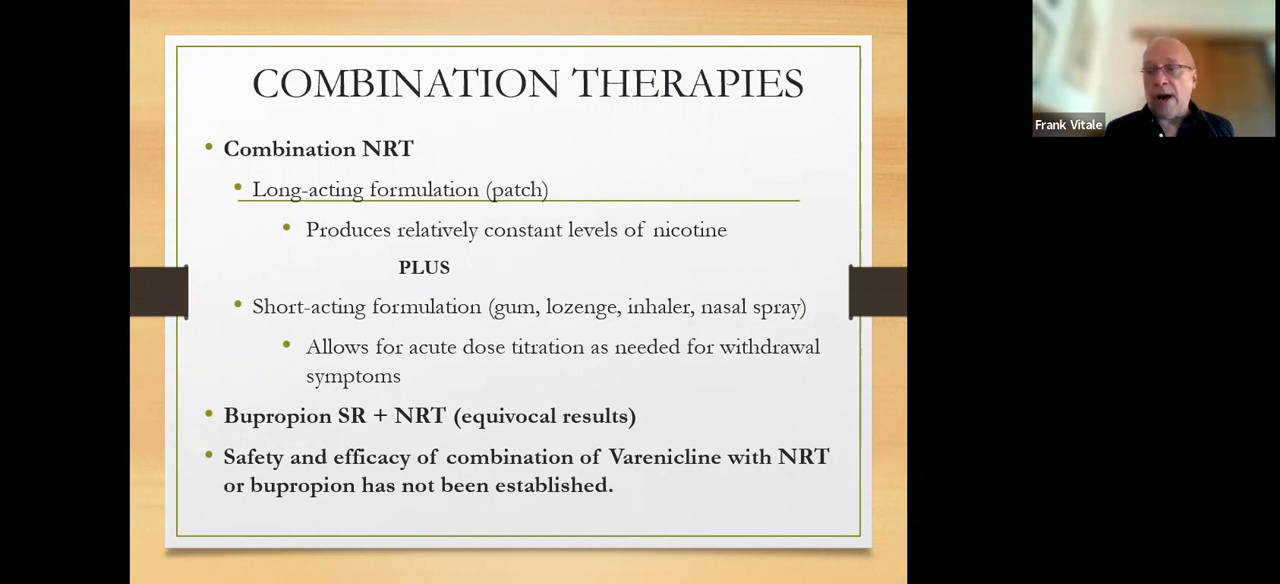 COMBINATION THERAPIES
• Combination NRT
• Long-acting formulation (patch)
• Produces relatively constant levels of nicotine
PLUS
• Short-acting formulation (gum, lozenge, inhaler, nasal spray)
• Allows for acute dose titration as needed for withdrawal
symptoms
• Bupropion SR + NRT (equivocal results)
• Safety and efficacy of combination of Varenicline with NRT
or bupropion has not been established.
Frank Vitale